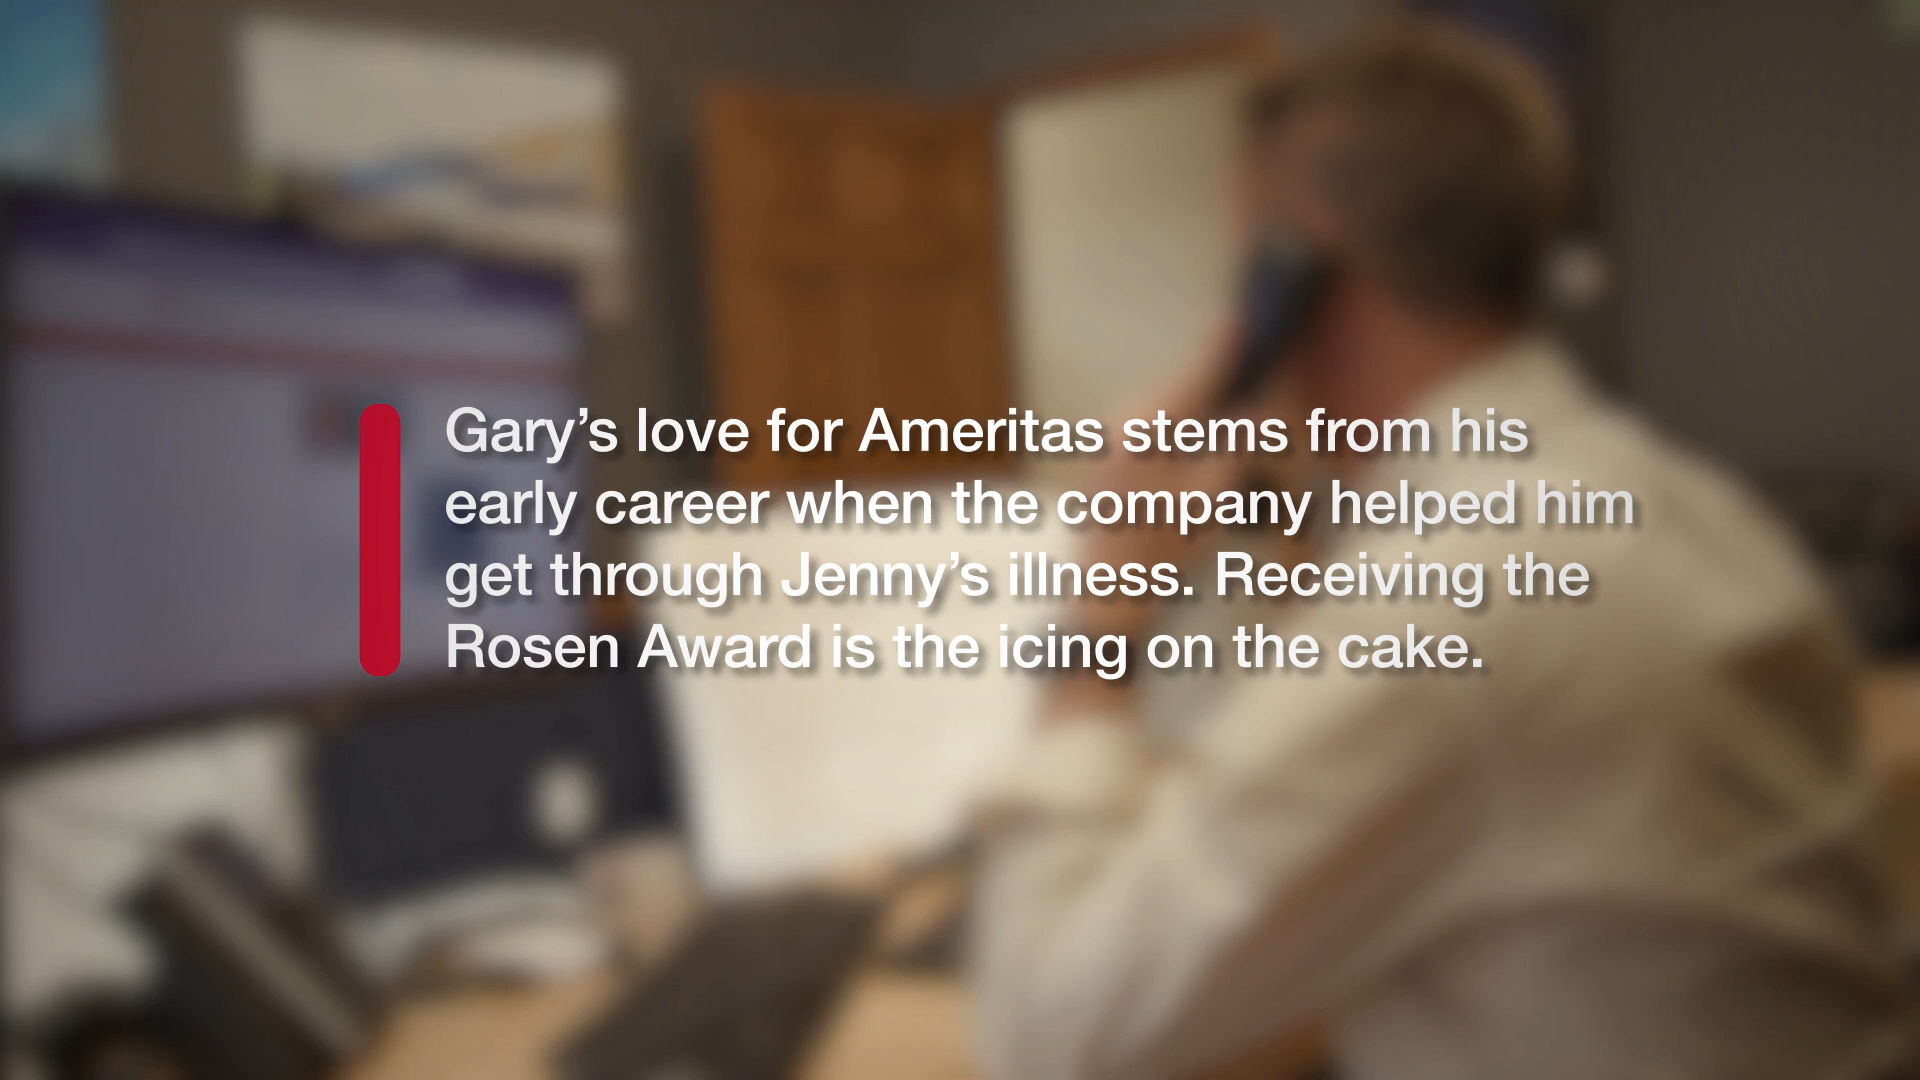 Gary’s love for Ameritas stems from his
early career when the company helped him
get through Jenny’s illness. Receiving the
Rosen Award is the icing on the cake.